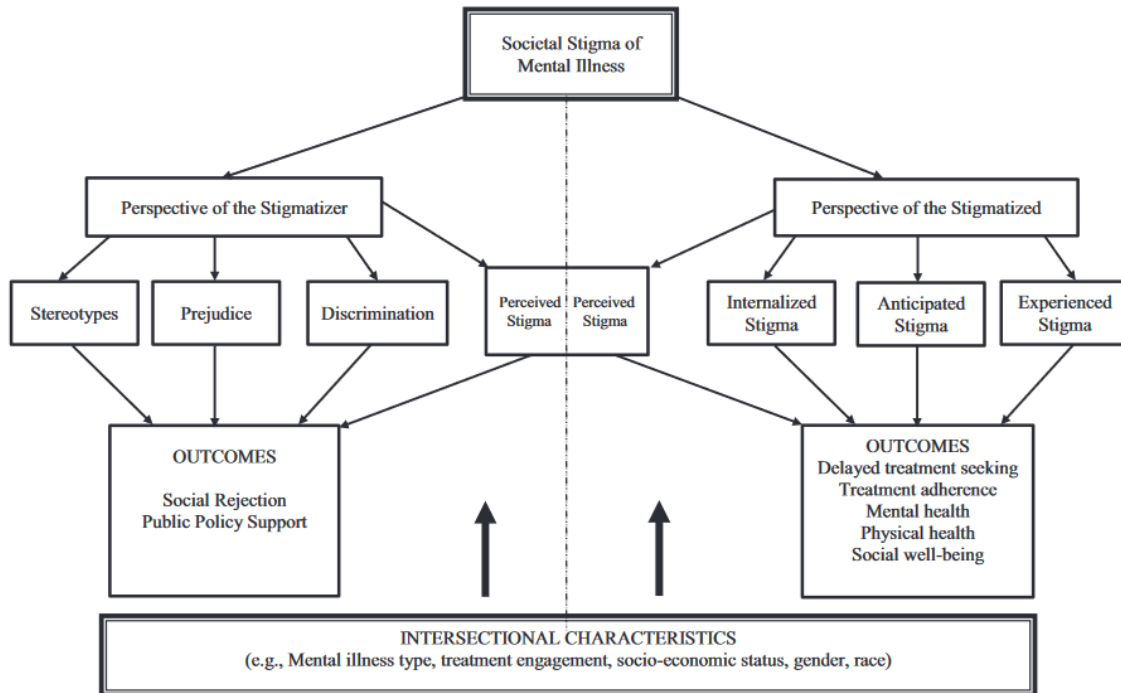 Societal Stigma of
Mental Illness
Perspective of the Stigmatizer
Perspective of the Stigmatized
Stereotypes
Prejudice
Discrimination
Perceived
Stigma
Perceived
Stigma
Internalized
Stigma
Anticipated
Stigma
Experienced
Stigma
OUTCOMES
Social Rejection
Public Policy Support
OUTCOMES
Delayed treatment seeking
Treatment adherence
Mental health
Physical health
Social well-being
INTERSECTIONAL CHARACTERISTICS
(e.g., Mental illness type, treatment engagement, socio-economic status, gender, race)